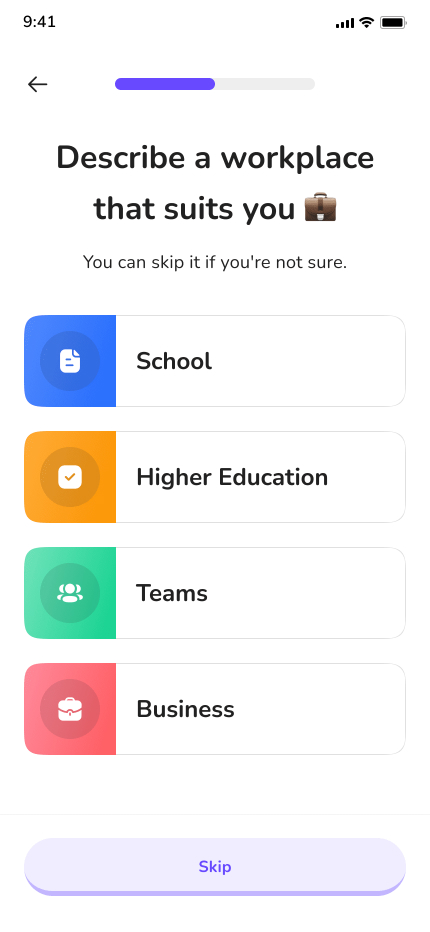 9:41
Describe a workplace
that suits you 💼
You can skip it if you're not sure.
School
Higher Education
Teams
Business
Skip